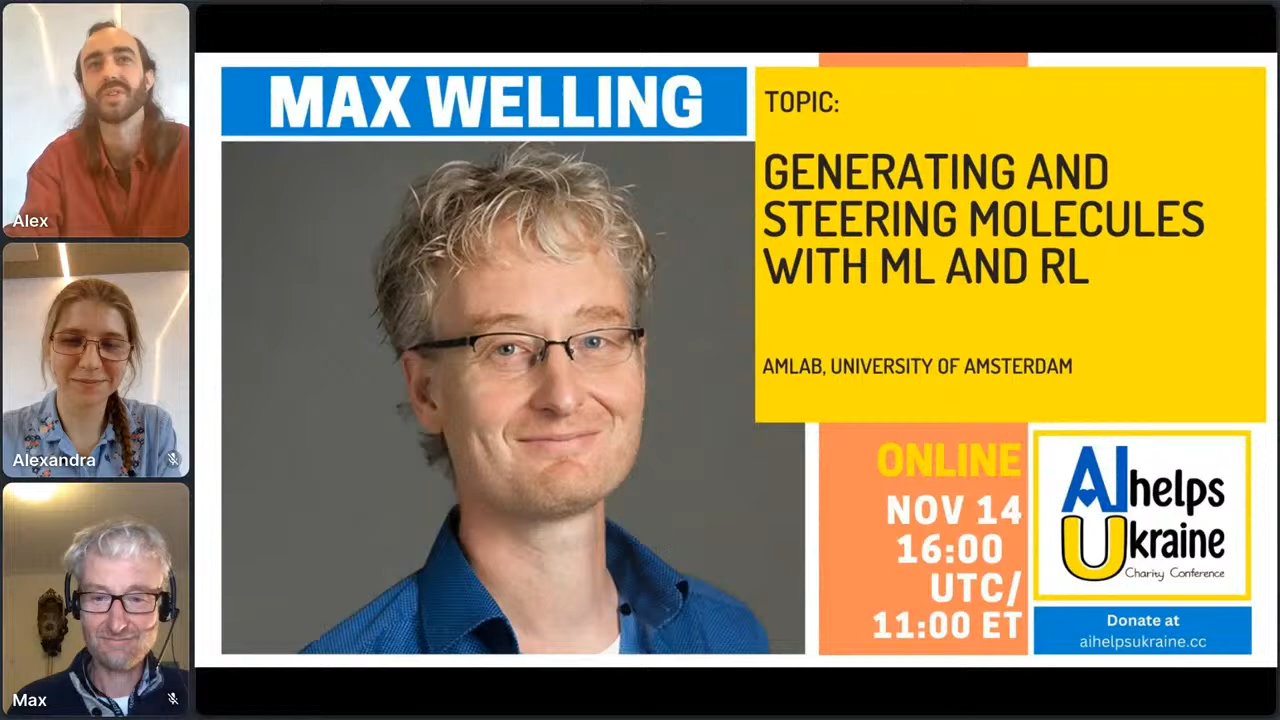 Alex
Alexandra
Max
MAX WELLING
TOPIC:
GENERATING AND
STEERING MOLECULES
WITH ML AND RL
AMLAB, UNIVERSITY OF AMSTERDAM
ONLINE
NOV 14
16:00
UTC/
11:00 ET
AI helps
Ukraine
Charity Conference
Donate at
aihelpsukraine.cc